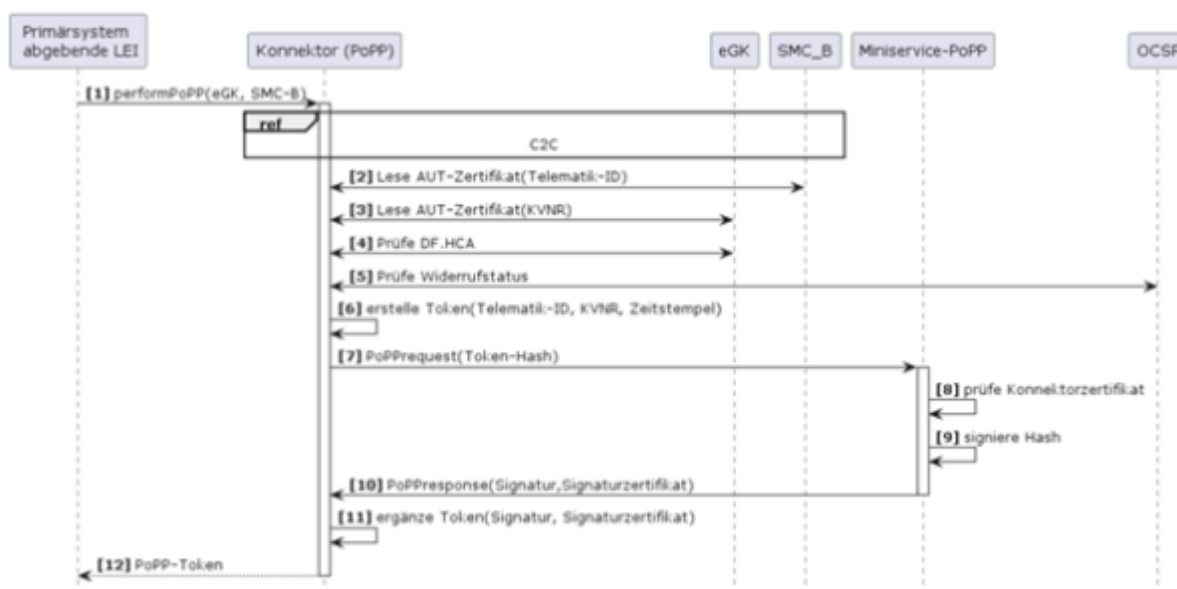 Primärsystem
abgebende LEI
Konnektor (PoPP)
eGK
SMC_B
Miniservice-PoPP
OCSP
[1] performPoPP(eGK, SMC-B)
ref
C2C
[2] Lese AUT-Zertifikat(Telematik-ID)
[3] Lese AUT-Zertifikat(KVNR)
[4] Prüfe DF.HCA
[5] Prüfe Widerrufstatus
[6] erstelle Token(Telematik-ID, KVNR, Zeitstempel)
[7] PoPPrequest(Token-Hash)
[8] prüfe Konnektorzertifikat
[9] signiere Hash
[10] PoPPresponse(Signatur,Signaturzertifikat)
[11] ergänze Token(Signatur, Signaturzertifikat)
[12] PoPP-Token